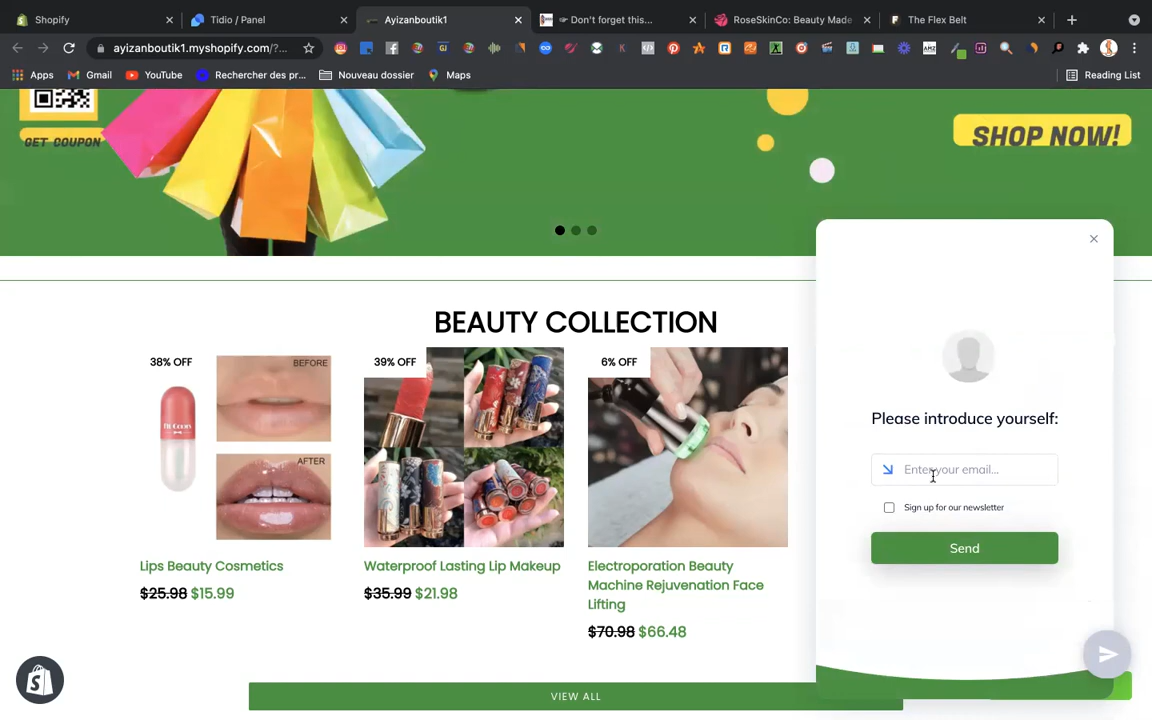 Shopify
Tidio / Panel
Ayizanboutik1
☞ Don't forget this...
RoseSkinCo: Beauty Made
The Flex Belt
ayizanboutik1.myshopify.com/?...
Apps
Gmail
YouTube
Rechercher des pr...
Nouveau dossier
Maps
Reading List
GET COUPON
SHOP NOW!
BEAUTY COLLECTION
38% OFF
BEFORE
AFTER
39% OFF
6% OFF
Lips Beauty Cosmetics
$25.98 $15.99
Waterproof Lasting Lip Makeup
$35.99 $21.98
Electroporation Beauty
Machine Rejuvenation Face
Lifting
$70.98 $66.48
VIEW ALL
Please introduce yourself:
Enter your email...
Sign up for our newsletter
Send